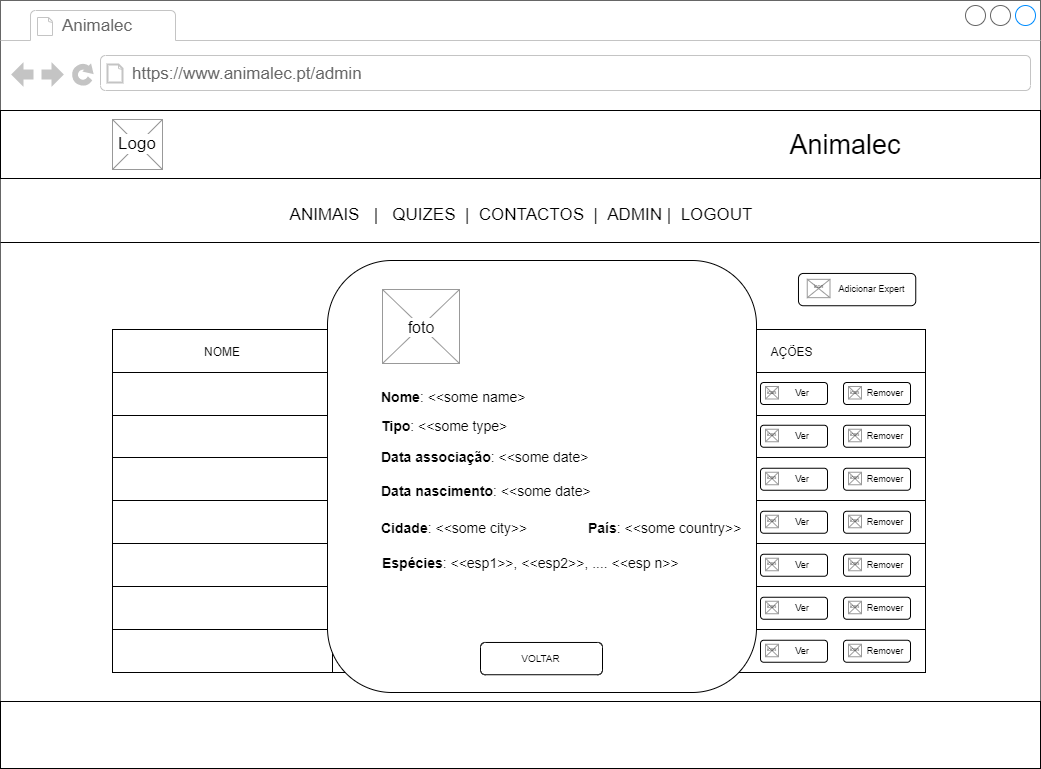 Animalec
https://www.animalec.pt/admin
Logo
Animalec
ANIMAIS | QUIZES | CONTACTOS | ADMIN | LOGOUT
Adicionar Expert
foto
NOME
AÇÕES
Nome: <<some name>
Tipo: <<some type>
Data associação: <<some date>
Data nascimento: <<some date>
Cidade: <<some city>> País: <<some country>>
Espécies: <<esp1>>, <<esp2>>, .... <<esp n>>
Ver Remover
Ver Remover
Ver Remover
Ver Remover
Ver Remover
Ver Remover
Ver Remover
VOLTAR